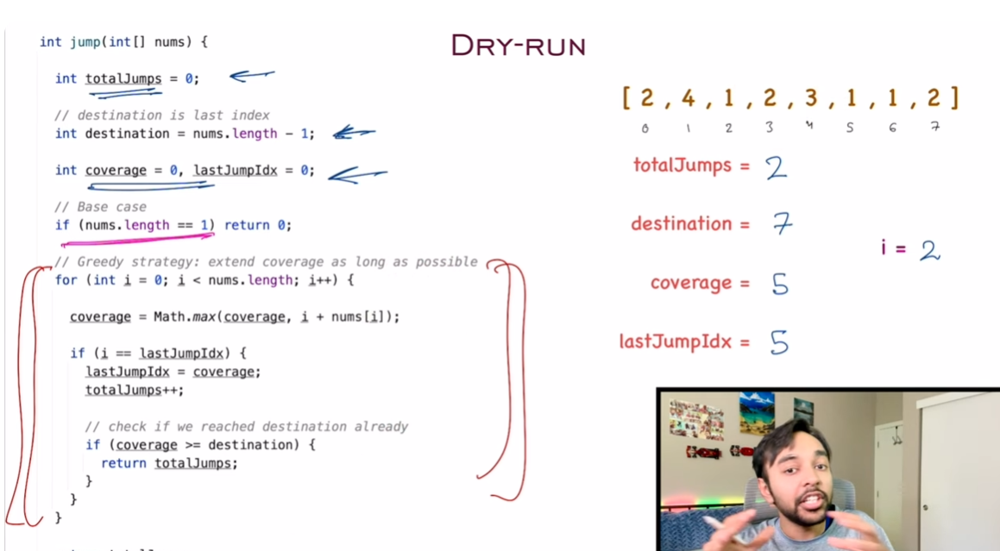 int jump(int[] nums) {
int totalJumps = 0;
// destination is last index
int destination = nums.length - 1;
int coverage = 0, lastJumpIdx = 0;
// Base case
if (nums.length == 1) return 0;
// Greedy strategy: extend coverage as long as possible
for (int i = 0; i < nums.length; i++) {
coverage = Math.max(coverage, i + nums[i]);
if (i == lastJumpIdx) {
lastJumpIdx = coverage;
totalJumps++;
// check if we reached destination already
if (coverage >= destination) {
return totalJumps;
}
}
}
DRY-RUN
[ 2 , 4 , 1 , 2 , 3 , 1 , 1 , 2 ]
0 1 2 3 4 5 6 7
totalJumps = 2
destination = 7
i = 2
coverage = 5
lastJumpIdx = 5